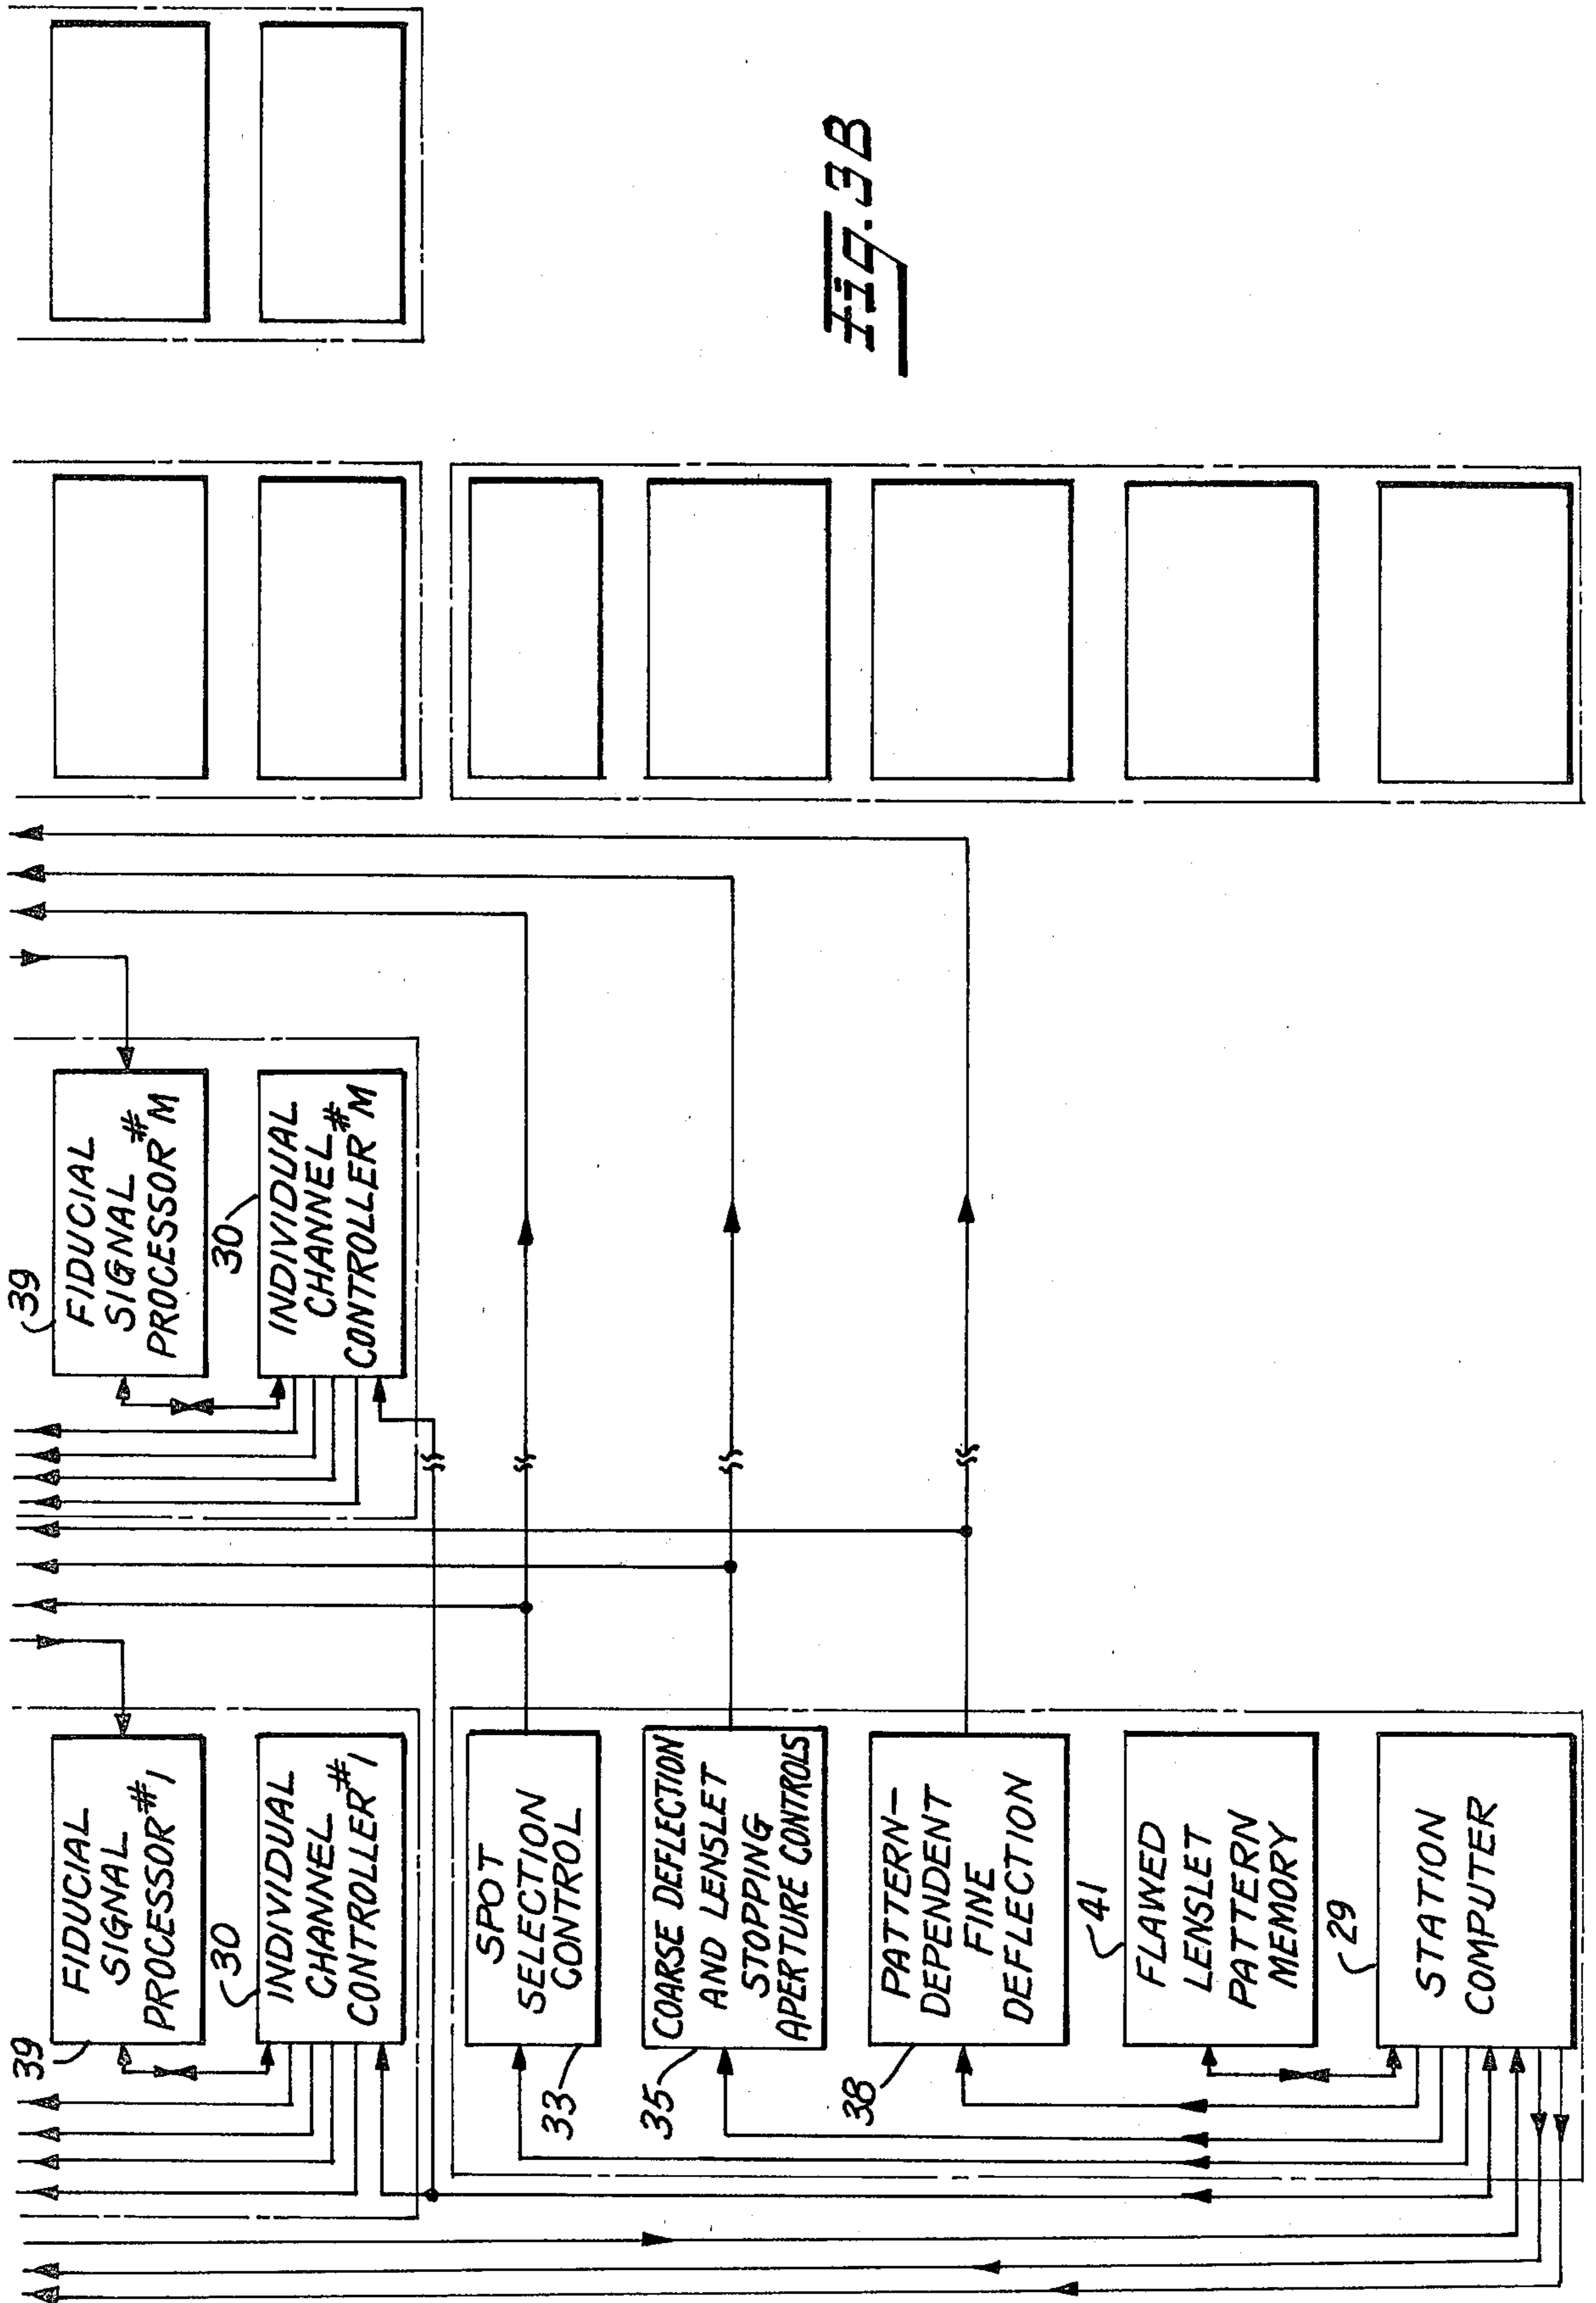 39
FIDUCIAL
SIGNAL
PROCESSOR #1
30
INDIVIDUAL
CHANNEL
CONTROLLER #1
33
SPOT
SELECTION
CONTROL
35
COARSE DEFLECTION
AND LENSLET
STOPPING
APERTURE CONTROLS
38
PATTERN-
DEPENDENT
FINE
DEFLECTION
41
FLAWED
LENSLET
PATTERN
MEMORY
29
STATION
COMPUTER
39
FIDUCIAL
SIGNAL
PROCESSOR #M
30
INDIVIDUAL
CHANNEL
CONTROLLER #M
Fig. 3B